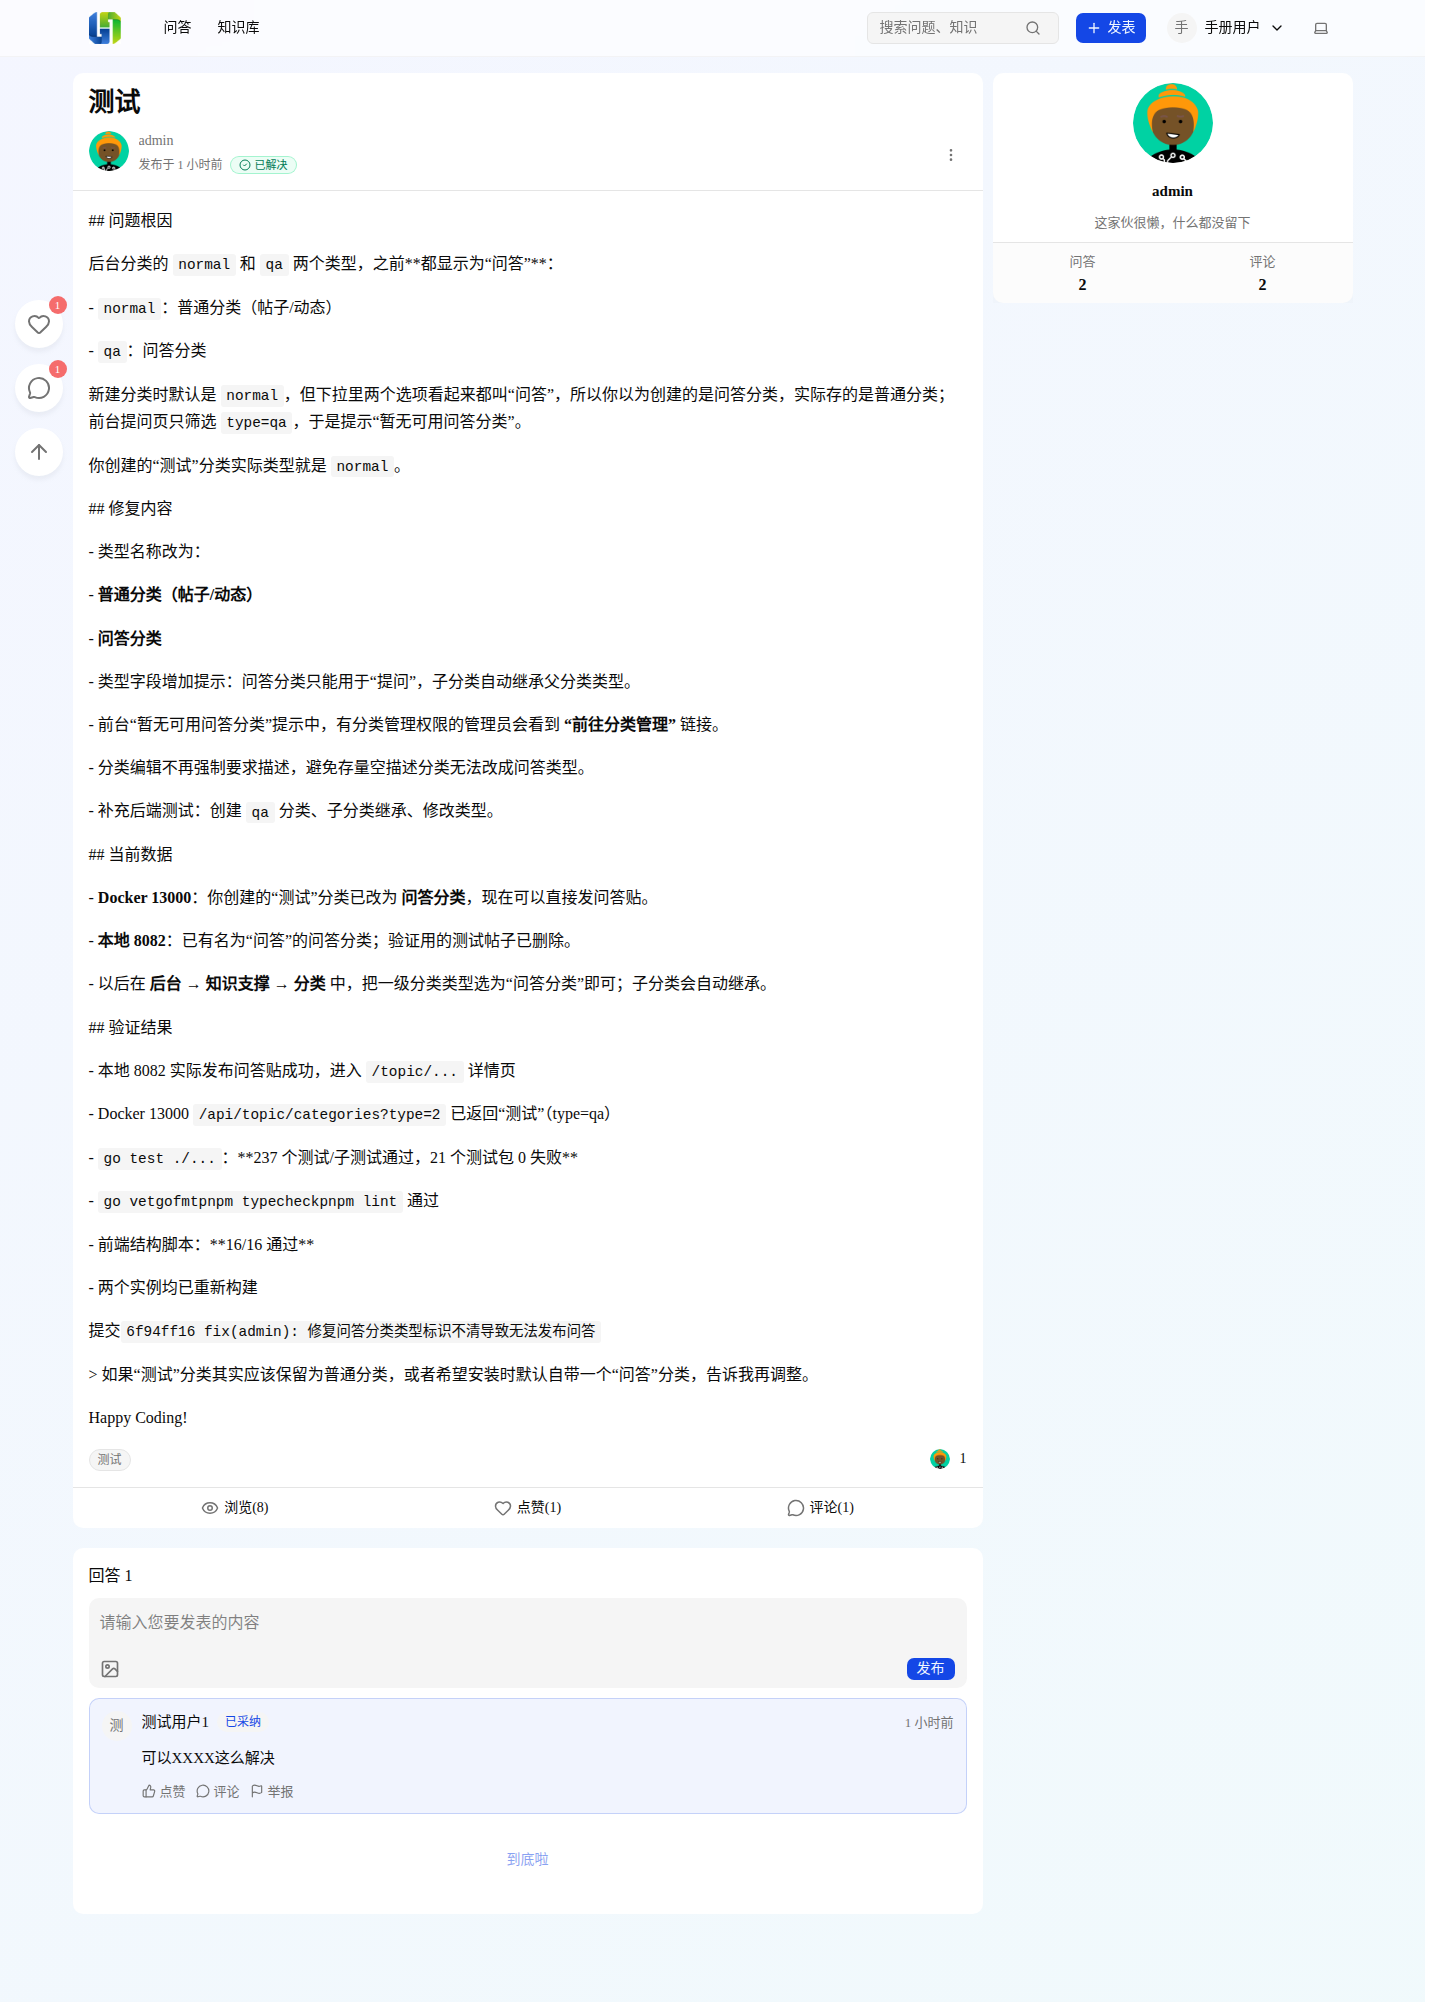 问答 知识库 搜索问题、知识 发表 手 手册用户
测试
admin
发布于 1 小时前 已解决
admin
这家伙很懒，什么都没留下
问答 评论
2 2
## 问题根因
后台分类的 normal 和 qa 两个类型，之前**都显示为“问答”**：
- normal：普通分类（帖子/动态）
- qa：问答分类
新建分类时默认是 normal，但下拉里两个选项看起来都叫“问答”，所以你以为创建的是问答分类，实际存的是普通分类；
前台提问页只筛选 type=qa，于是提示“暂无可用问答分类”。
你创建的“测试”分类实际类型就是 normal。
## 修复内容
- 类型名称改为：
- 普通分类（帖子/动态）
- 问答分类
- 类型字段增加提示：问答分类只能用于“提问”，子分类自动继承父分类类型。
- 前台“暂无可用问答分类”提示中，有分类管理权限的管理员会看到 “前往分类管理” 链接。
- 分类编辑不再强制要求描述，避免存量空描述分类无法改成问答类型。
- 补充后端测试：创建 qa 分类、子分类继承、修改类型。
## 当前数据
- Docker 13000：你创建的“测试”分类已改为 问答分类，现在可以直接发问答贴。
- 本地 8082：已有名为“问答”的问答分类；验证用的测试帖子已删除。
- 以后在 后台 → 知识支撑 → 分类 中，把一级分类类型选为“问答分类”即可；子分类会自动继承。
## 验证结果
- 本地 8082 实际发布问答贴成功，进入 /topic/... 详情页
- Docker 13000 /api/topic/categories?type=2 已返回“测试”（type=qa）
- go test ./...：**237 个测试/子测试通过，21 个测试包 0 失败**
- go vetgofmtpnpm typecheckpnpm lint 通过
- 前端结构脚本：**16/16 通过**
- 两个实例均已重新构建
提交 6f94ff16 fix(admin): 修复问答分类类型标识不清导致无法发布问答
> 如果“测试”分类其实应该保留为普通分类，或者希望安装时默认自带一个“问答”分类，告诉我再调整。
Happy Coding!
测试 1
浏览(8) 点赞(1) 评论(1)
1
1
回答 1
请输入您要发表的内容
发布
测 测试用户1 已采纳 1 小时前
可以XXXX这么解决
点赞 评论 举报
到底啦